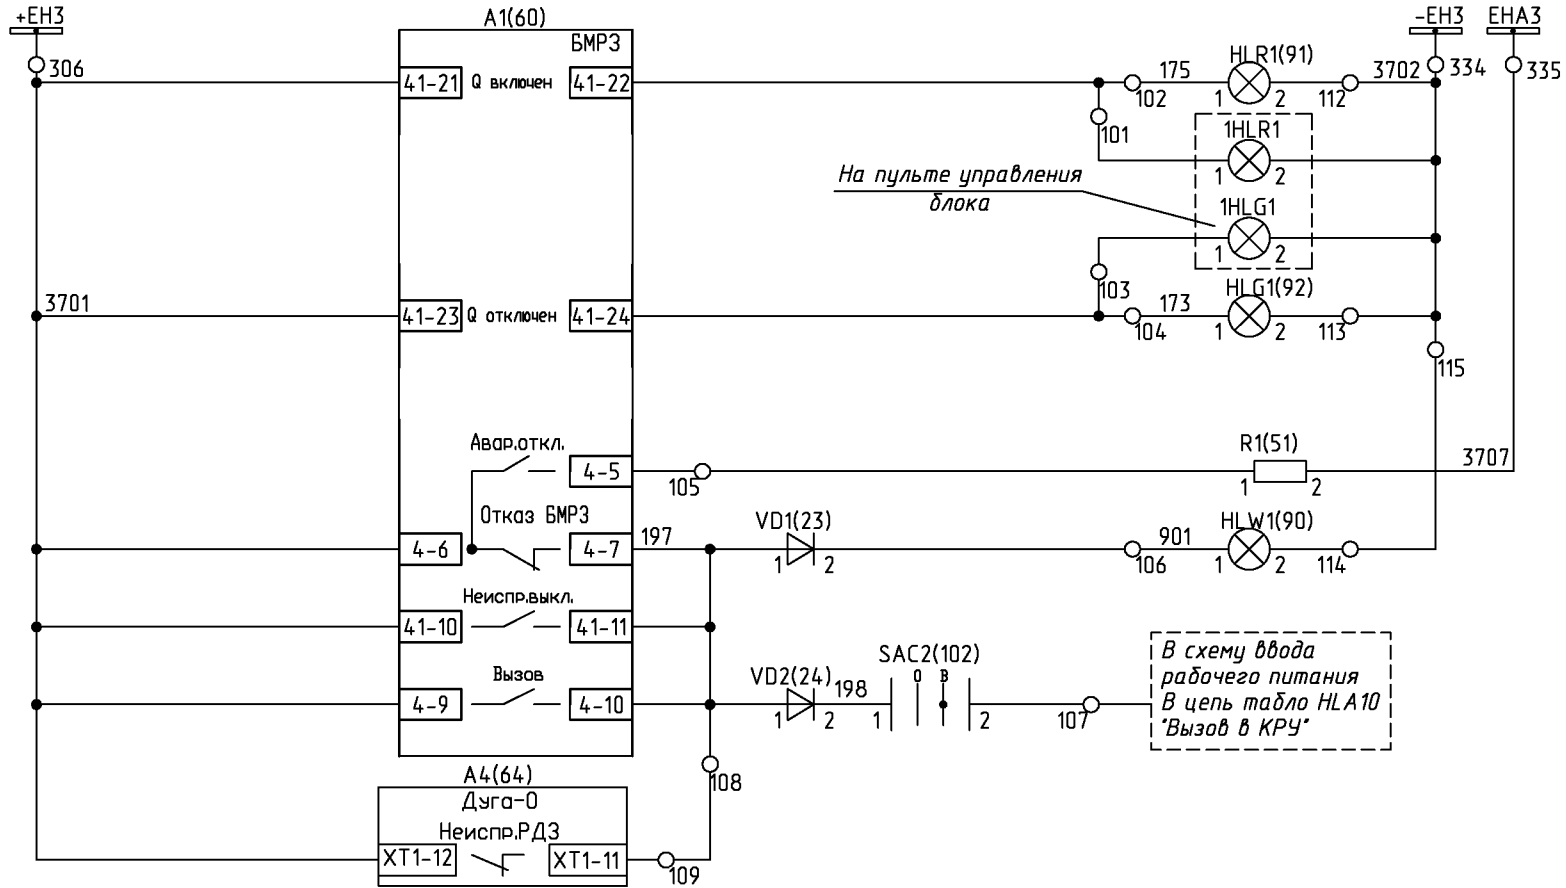 +EH3
A1(60)
-EH3
EHA3
306
БМРЗ
334
335
41-21
Q включен
41-22
175
HLR1(91)
3702
102
1
2
112
101
1HLR1
1
2
На пульте управления
блока
1HLG1
1
2
103
3701
41-23
Q отключен
41-24
173
HLG1(92)
104
1
2
113
115
Авар.откл.
4-5
105
R1(51)
1
2
3707
Отказ БМРЗ
4-6
4-7
197
VD1(23)
1
2
901
106
HLW1(90)
1
2
114
Неиспр.выкл.
41-10
41-11
Вызов
4-9
4-10
VD2(24)
1
2
198
SAC2(102)
О В
1
2
107
В схему ввода
рабочего питания
В цепь табло HLA10
"Вызов в КРУ"
108
A4(64)
Дуга-О
Неиспр.РДЗ
XT1-12
XT1-11
109